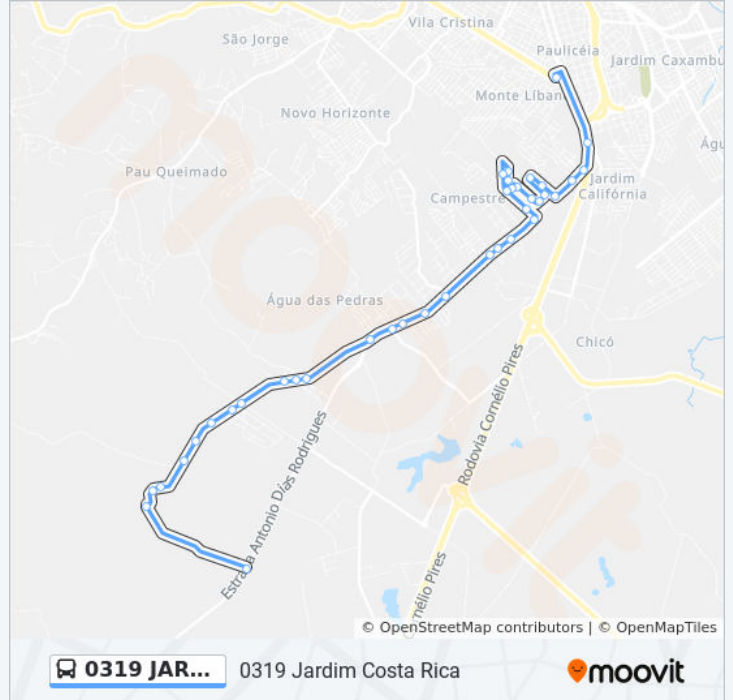 Vila Cristina
São Jorge
Paulicéia
Jardim Caxambu
Monte Líban
Novo Horizonte
Águ
Pau Queimado
Jardim
Califórnia
Campestre
Água das Pedras
Chicó
Rodovia Cornélio Pires
Estrada Antonio Días Rodrigues
rnélio Pires
© OpenStreetMap contributors | © OpenMapTiles
0319 JAR...
0319 Jardim Costa Rica
moovit